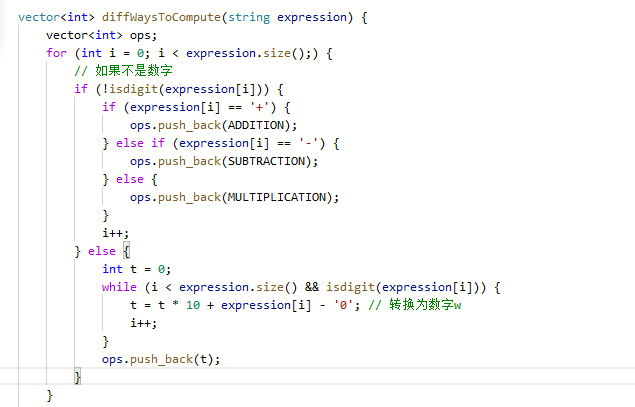 vector<int> diffWaysToCompute(string expression) {
    vector<int> ops;
    for (int i = 0; i < expression.size();) {
        // 如果不是数字
        if (!isdigit(expression[i])) {
            if (expression[i] == '+') {
                ops.push_back(ADDITION);
            } else if (expression[i] == '-') {
                ops.push_back(SUBTRACTION);
            } else {
                ops.push_back(MULTIPLICATION);
            }
            i++;
        } else {
            int t = 0;
            while (i < expression.size() && isdigit(expression[i])) {
                t = t * 10 + expression[i] - '0'; // 转换为数字w
                i++;
            }
            ops.push_back(t);
        }
    }